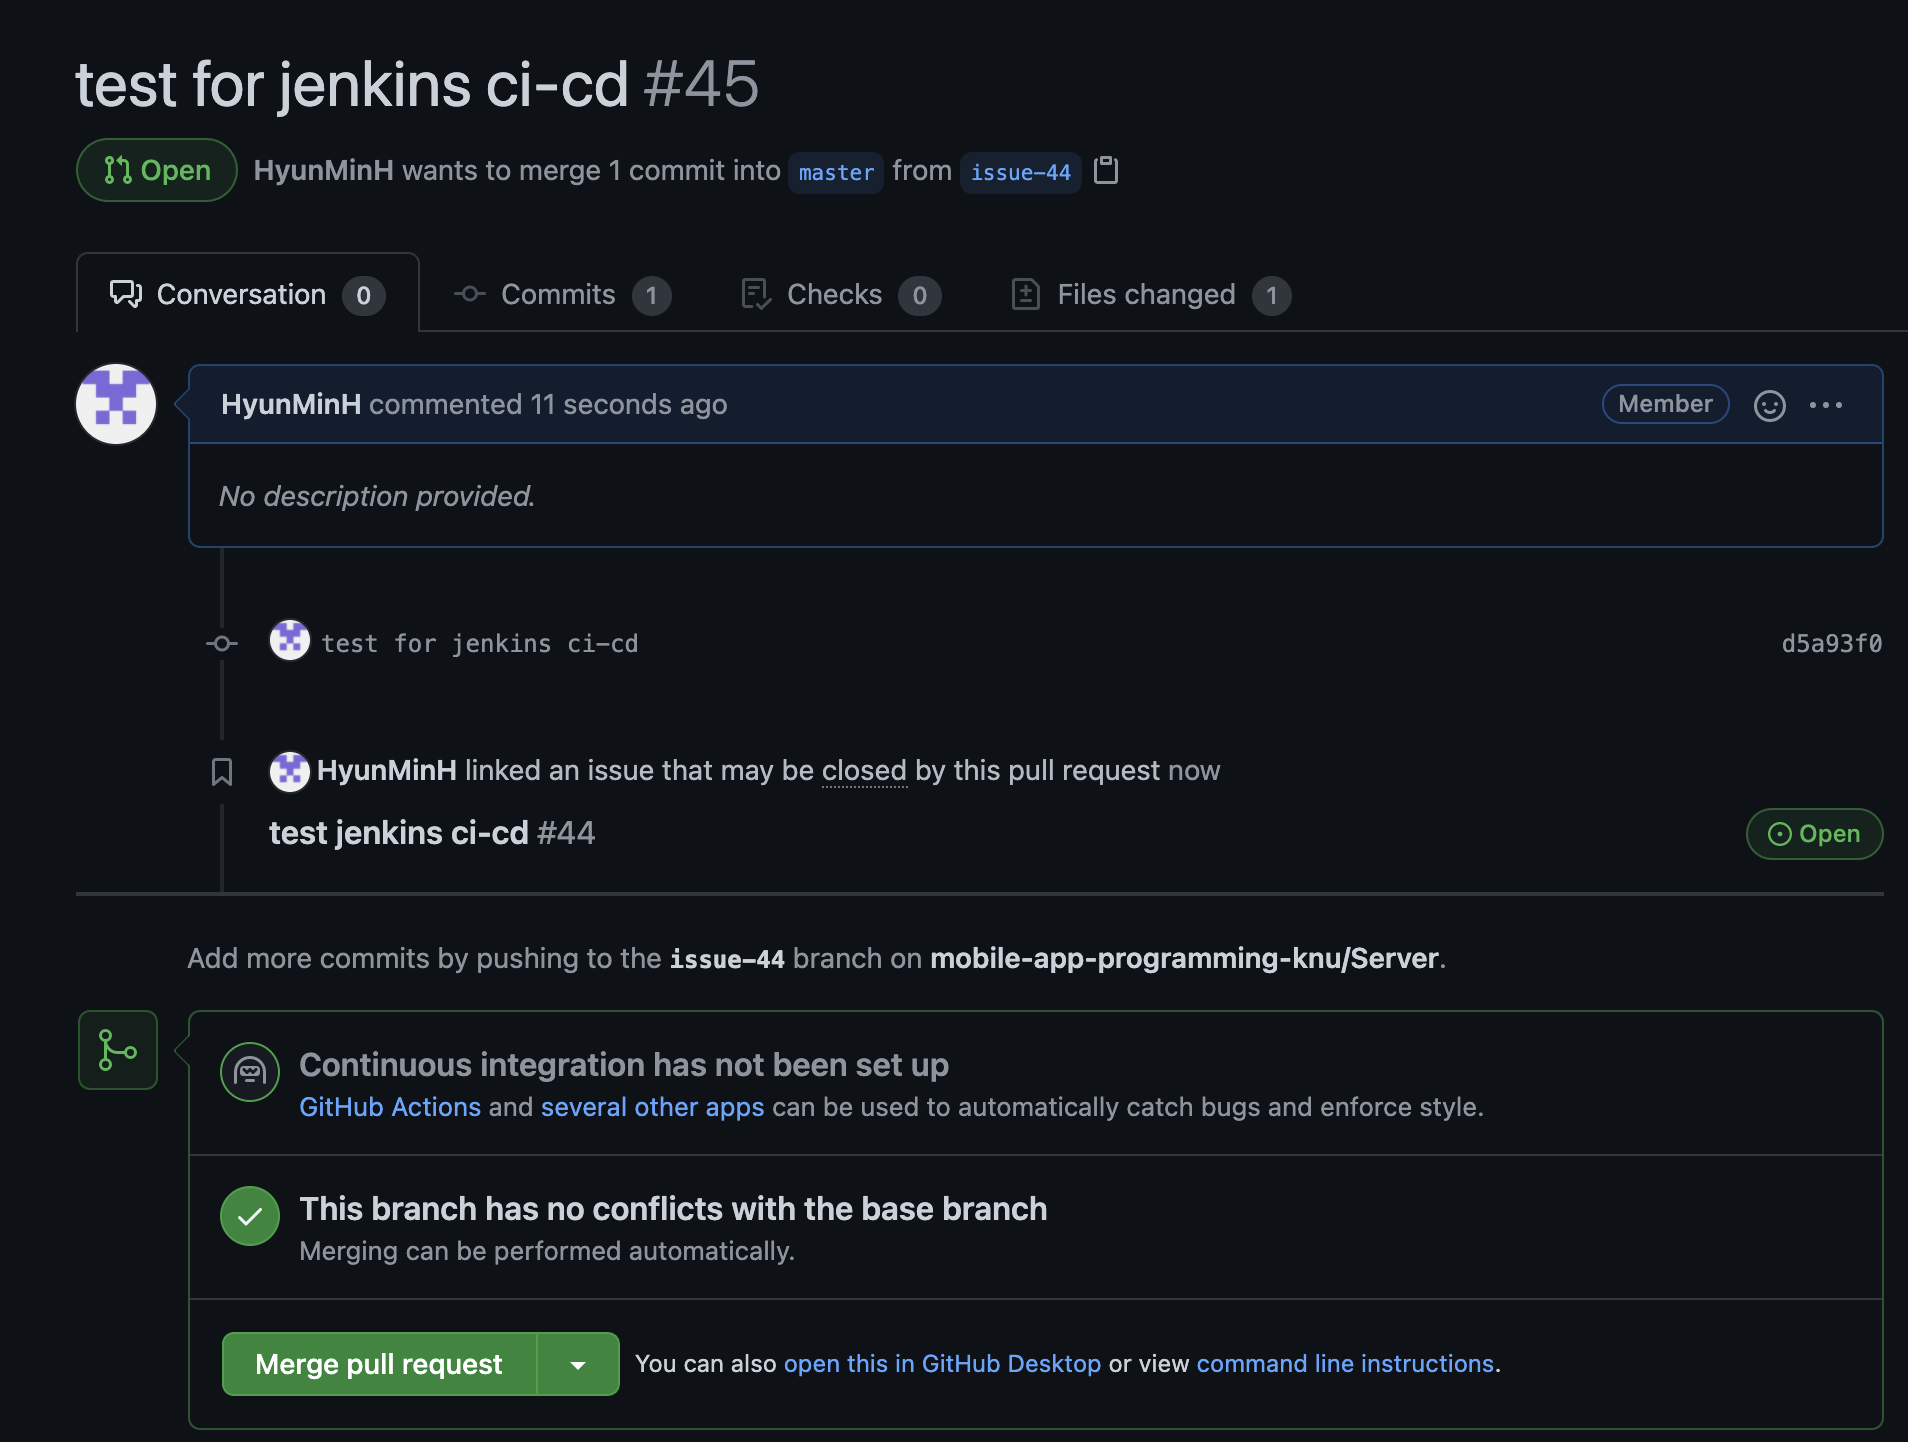 test for jenkins ci-cd #45
Open HyunMinH wants to merge 1 commit into master from issue-44
Conversation 0 Commits 1 Checks 0 Files changed 1
HyunMinH commented 11 seconds ago Member
No description provided.
test for jenkins ci-cd d5a93f0
HyunMinH linked an issue that may be closed by this pull request now
test jenkins ci-cd #44 Open
Add more commits by pushing to the issue-44 branch on mobile-app-programming-knu/Server.
Continuous integration has not been set up
GitHub Actions and several other apps can be used to automatically catch bugs and enforce style.
This branch has no conflicts with the base branch
Merging can be performed automatically.
Merge pull request You can also open this in GitHub Desktop or view command line instructions.